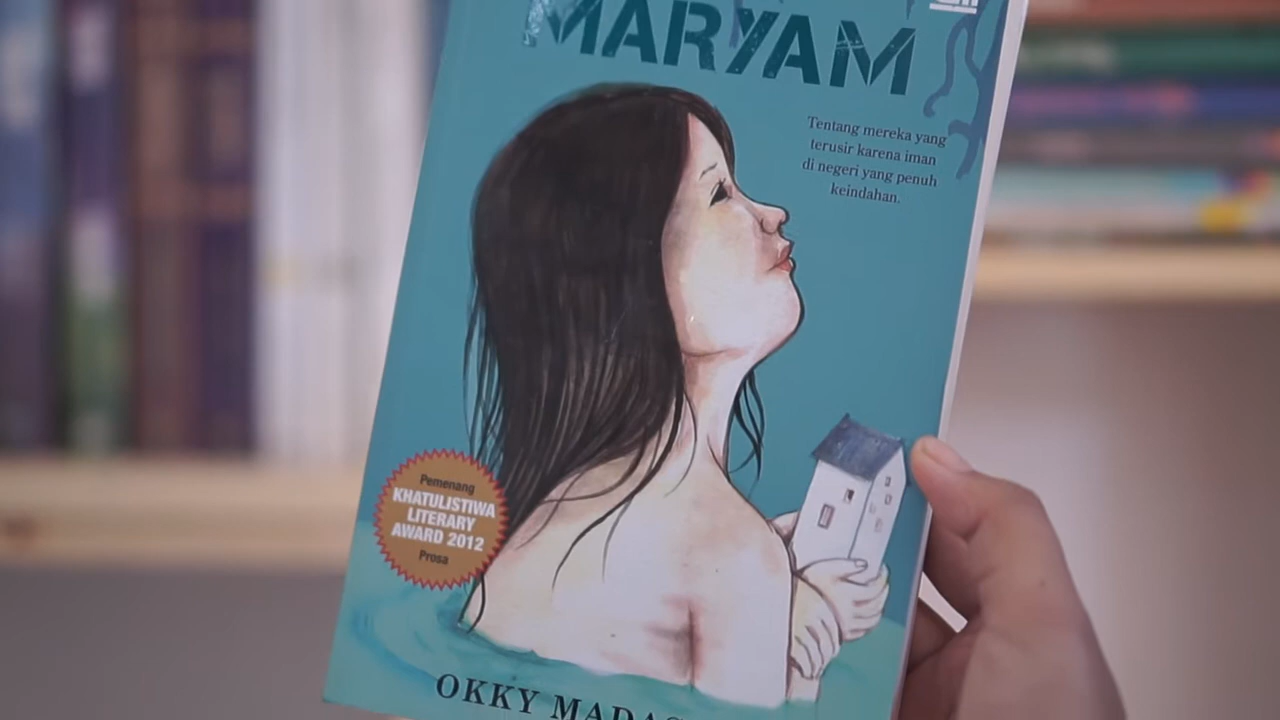 MARYAM
Tentang mereka yang
terusir karena iman
di negeri yang penuh
keindahan.
Pemenang
KHATULISTIWA
LITERARY
AWARD 2012
Prosa
OKKY MADAS